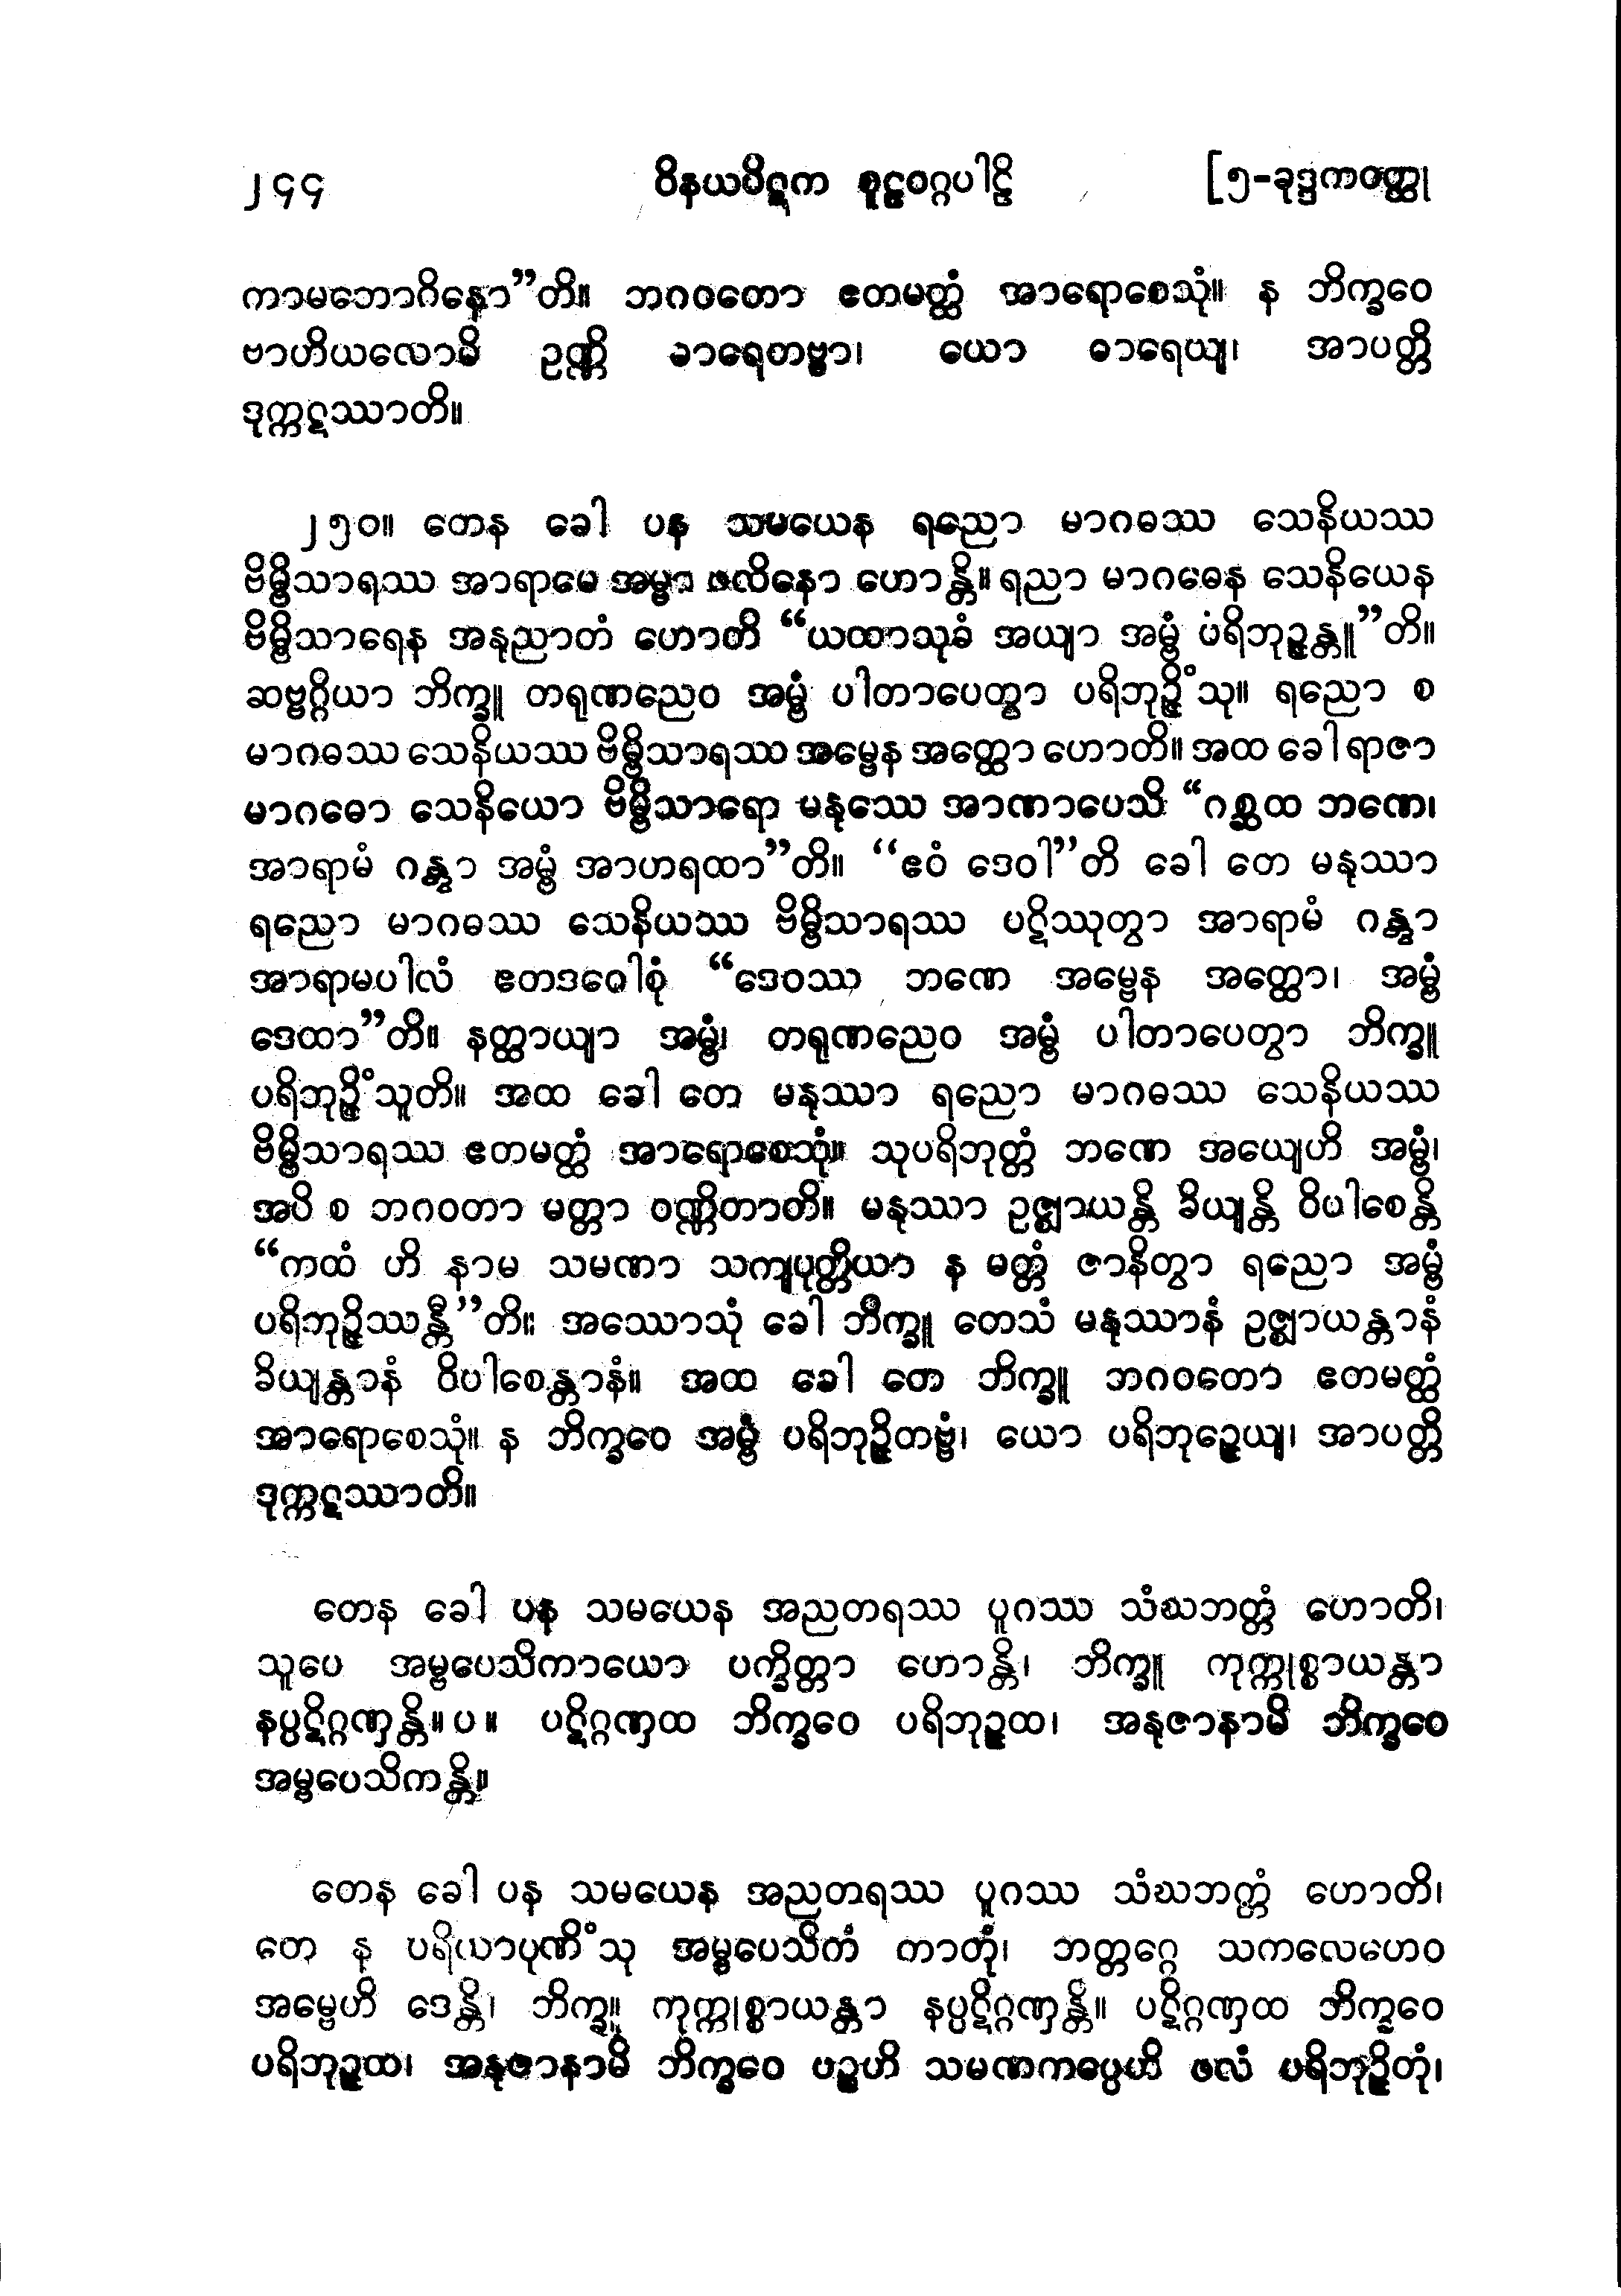 ၂၄၄ ဝိနယပိဋက စူဠဝဂ္ဂပါဠိ [၅-ခုဒ္ဒကဝတ္ထု
ကာမဘောဂိနော”တိ။ ဘဂဝတော ဧတမတ္ထံ အာရောစေသုံ။ န ဘိက္ခဝေ
ဗာဟိယလောမိ ဥဏ္ဏိ ဓာရေတဗ္ဗာ၊ ယော ဓာရေယျ၊ အာပတ္တိ
ဒုက္ကဋဿာတိ။
၂၅၀။ တေန ခေါ ပန သမယေန ရညော မာဂဓဿ သေနိယဿ
ဗိမ္ဗိသာရဿ အာရာမေ အမ္ဗာ ဖလိနော ဟောန္တိ။ ရညာ မာဂဓေန သေနိယေန
ဗိမ္ဗိသာရေန အနုညာတံ ဟောတိ “ယထာသုခံ အယျာ အမ္ဗံ ပရိဘုဉ္ဇန္တူ”တိ။
ဆဗ္ဗဂ္ဂိယာ ဘိက္ခူ တရုဏညေဝ အမ္ဗံ ပါတာပေတွာ ပရိဘုဉ္ဇိံသု။ ရညော စ
မာဂဓဿ သေနိယဿ ဗိမ္ဗိသာရဿ အမ္ဗေန အတ္ထော ဟောတိ။ အထ ခေါ ရာဇာ
မာဂဓော သေနိယော ဗိမ္ဗိသာရော မနုဿေ အာဏာပေသိ “ဂစ္ဆထ ဘဏေ၊
အာရာမံ ဂန္တွာ အမ္ဗံ အာဟရထာ”တိ။ “ဧဝံ ဒေဝါ”တိ ခေါ တေ မနုဿာ
ရညော မာဂဓဿ သေနိယဿ ဗိမ္ဗိသာရဿ ပဋိဿုတွာ အာရာမံ ဂန္တွာ
အာရာမပါလံ ဧတဒဝေါစုံ “ဒေဝဿ ဘဏေ အမ္ဗေန အတ္ထော၊ အမ္ဗံ
ဒေထာ”တိ။ နတ္ထာယျာ အမ္ဗံ၊ တရုဏညေဝ အမ္ဗံ ပါတာပေတွာ ဘိက္ခူ
ပရိဘုဉ္ဇိံသူတိ။ အထ ခေါ တေ မနုဿာ ရညော မာဂဓဿ သေနိယဿ
ဗိမ္ဗိသာရဿ ဧတမတ္ထံ အာရောစေသုံ။ သုပရိဘုတ္တံ ဘဏေ အယျေဟိ အမ္ဗံ၊
အပိ စ ဘဂဝတာ မတ္တာ ဝဏ္ဏိတာတိ။ မနုဿာ ဥဇ္ဈာယန္တိ ခိယျန္တိ ဝိပါစေန္တိ
“ကထံ ဟိ နာမ သမဏာ သကျပုတ္တိယာ န မတ္တံ ဇာနိတွာ ရညော အမ္ဗံ
ပရိဘုဉ္ဇိဿန္တီ”တိ။ အဿောသုံ ခေါ ဘိက္ခူ တေသံ မနုဿာနံ ဥဇ္ဈာယန္တာနံ
ခိယျန္တာနံ ဝိပါစေန္တာနံ။ အထ ခေါ တေ ဘိက္ခူ ဘဂဝတော ဧတမတ္ထံ
အာရောစေသုံ။ န ဘိက္ခဝေ အမ္ဗံ ပရိဘုဉ္ဇိတဗ္ဗံ၊ ယော ပရိဘုဉ္ဇေယျ၊ အာပတ္တိ
ဒုက္ကဋဿာတိ။
တေန ခေါ ပန သမယေန အညတရဿ ပူဂဿ သံဃဘတ္တံ ဟောတိ၊
သူပေ အမ္ဗပေသိကာယော ပက္ခိတ္တာ ဟောန္တိ၊ ဘိက္ခူ ကုက္ကုစ္စာယန္တာ
နပ္ပဋိဂ္ဂဏှန္တိ။ ပ။ ပဋိဂ္ဂဏှထ ဘိက္ခဝေ ပရိဘုဉ္ဇထ၊ အနုဇာနာမိ ဘိက္ခဝေ
အမ္ဗပေသိကန္တိ။
တေန ခေါ ပန သမယေန အညတရဿ ပူဂဿ သံဃဘတ္တံ ဟောတိ၊
တေ န ပရိယာပုဏိံသု အမ္ဗပေသိကံ ကာတုံ၊ ဘတ္တဂ္ဂေ သကလေဟေဝ
အမ္ဗေဟိ ဒေန္တိ၊ ဘိက္ခူ ကုက္ကုစ္စာယန္တာ နပ္ပဋိဂ္ဂဏှန္တိ။ ပဋိဂ္ဂဏှထ ဘိက္ခဝေ
ပရိဘုဉ္ဇထ၊ အနုဇာနာမိ ဘိက္ခဝေ ပဉ္စဟိ သမဏကပ္ပေဟိ ဖလံ ပရိဘုဉ္ဇိတုံ၊